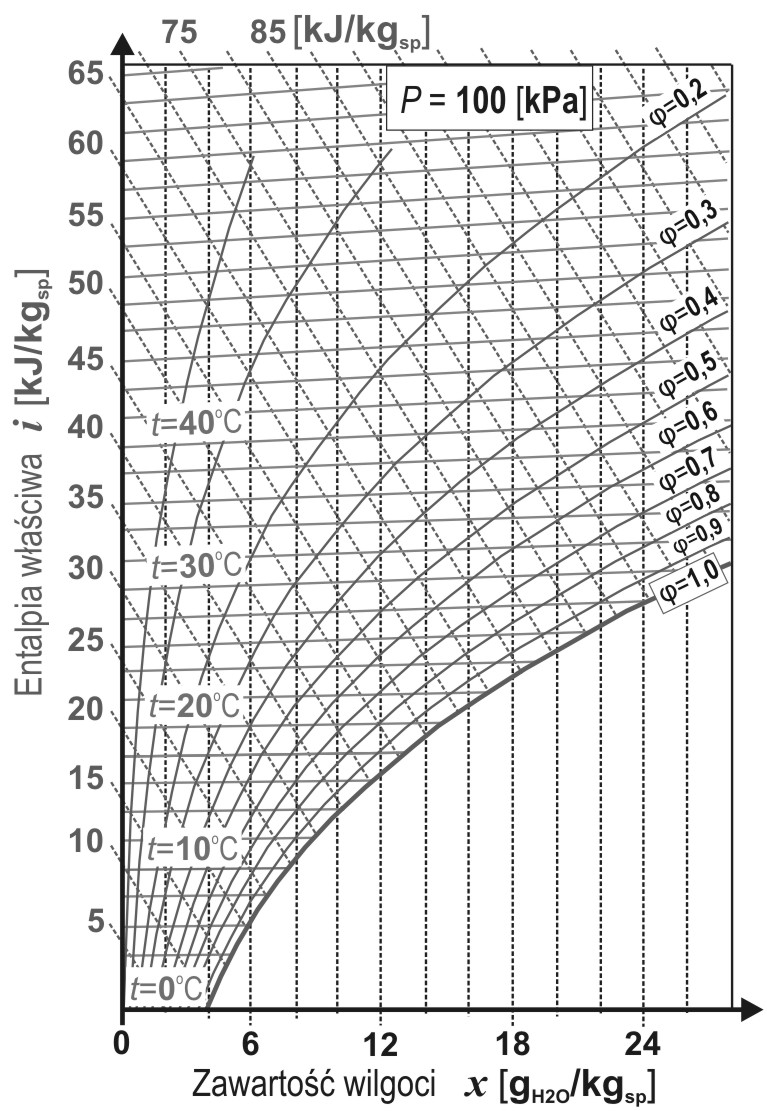 75 85 [kJ/kgsp]
P = 100 [kPa]
65
60
55
50
45
40
35
30
25
20
15
10
5
Entalpia właściwa i [kJ/kgsp]
φ=0,2
φ=0,3
φ=0,4
φ=0,5
φ=0,6
φ=0,7
φ=0,8
φ=0,9
φ=1,0
t=40°C
t=30°C
t=20°C
t=10°C
t=0°C
0 6 12 18 24
Zawartość wilgoci x [gH2O/kgsp]